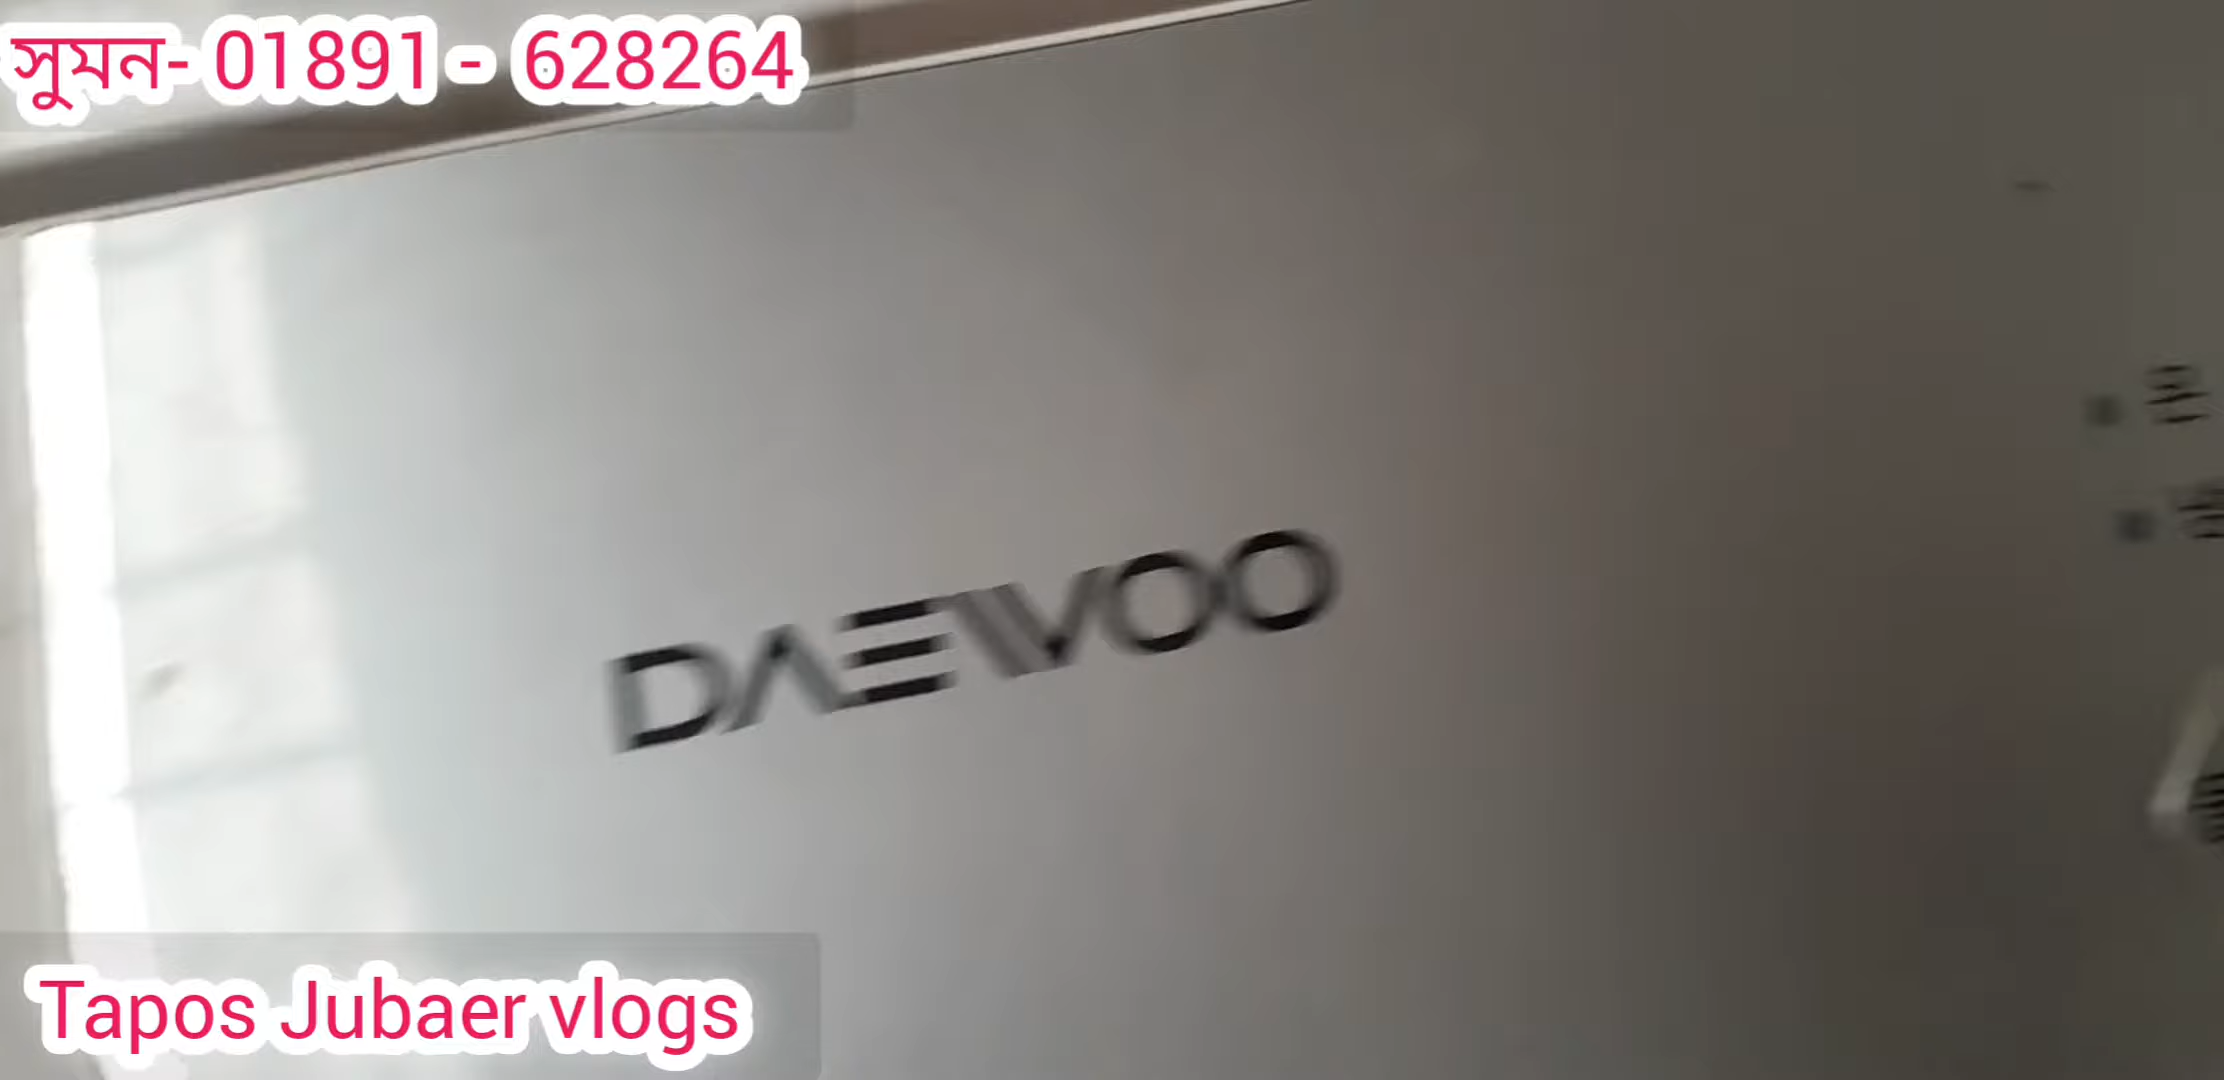 সুমন- 01891 - 628264
DAEWOO
Tapos Jubaer vlogs